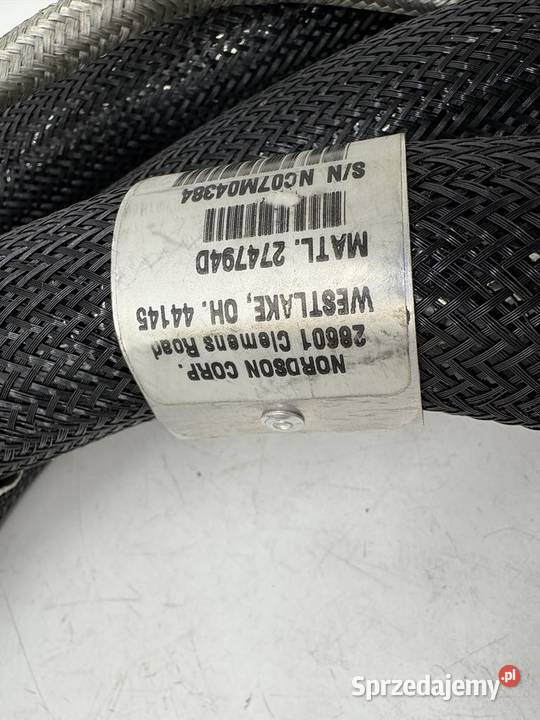 NORDSON CORP.
28601 Clemens Road
WESTLAKE, OH. 44145
MATL. 274794D
S/N NC07M04384
Sprzedajemy.pl